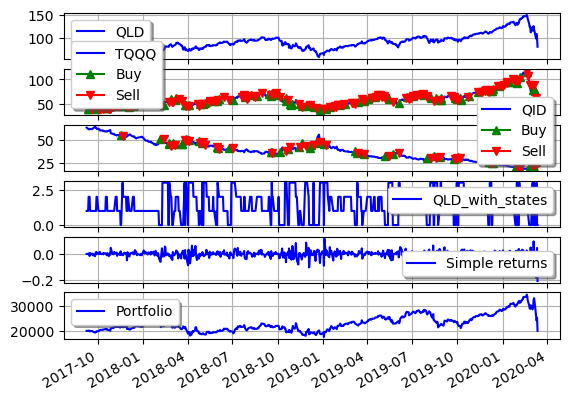 150
100
QLD
TQQQ
Buy
Sell
100
50
QID
Buy
Sell
50
25
2.5
0.0
QLD_with_states
0.0
−0.2
Simple returns
30000
20000
Portfolio
2017-10
2018-01
2018-04
2018-07
2018-10
2019-01
2019-04
2019-07
2019-10
2020-01
2020-04